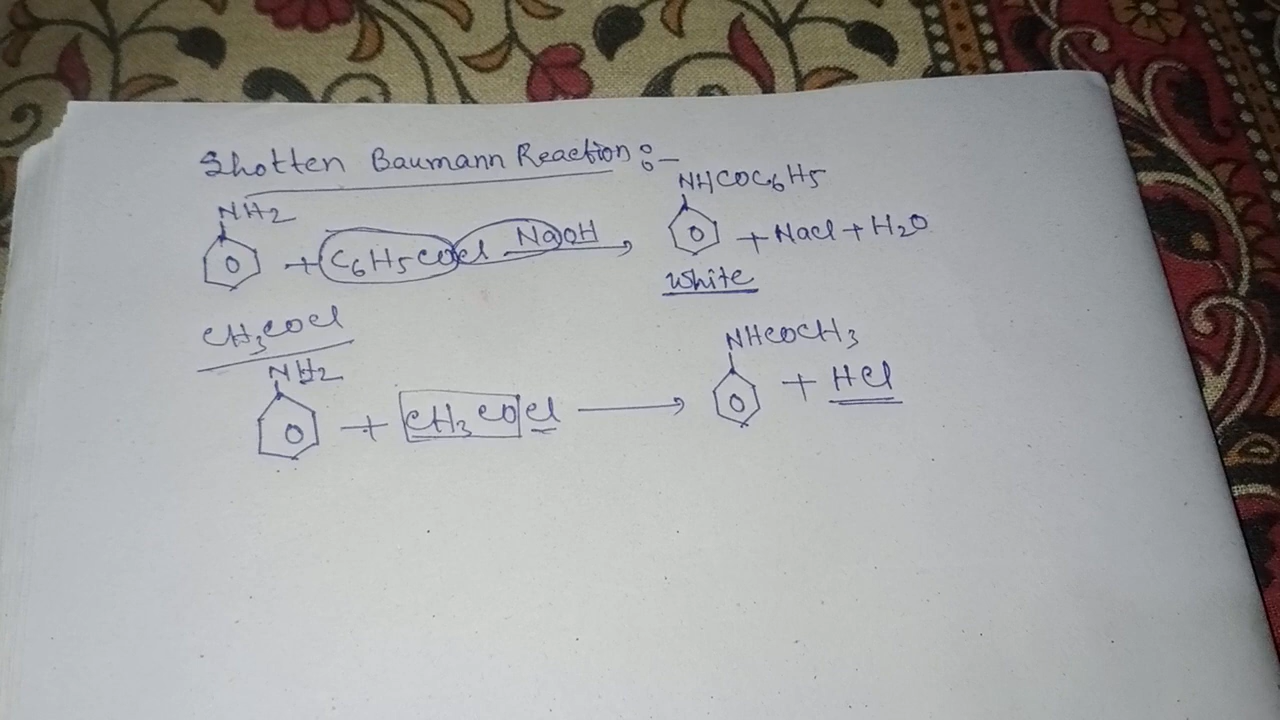 Shotten Baumann Reaction :-
NH2 NHCOC6H5
+ C6H5COCl NaOH → + NaCl + H2O
White
CH3COCl
NH2 NHCOCH3
+ CH3COCl → + HCl